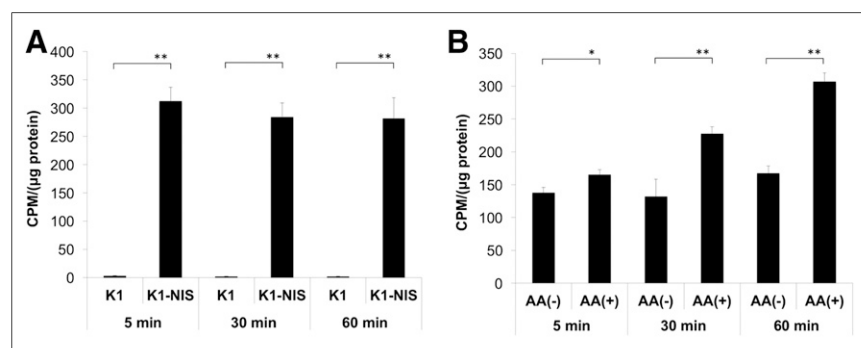 A
CPM/(μg protein)
400
350
300
250
200
150
100
50
0
** ** **
K1 K1-NIS K1 K1-NIS K1 K1-NIS
5 min 30 min 60 min
B
CPM/(μg protein)
350
300
250
200
150
100
50
0
* ** **
AA(-) AA(+) AA(-) AA(+) AA(-) AA(+)
5 min 30 min 60 min